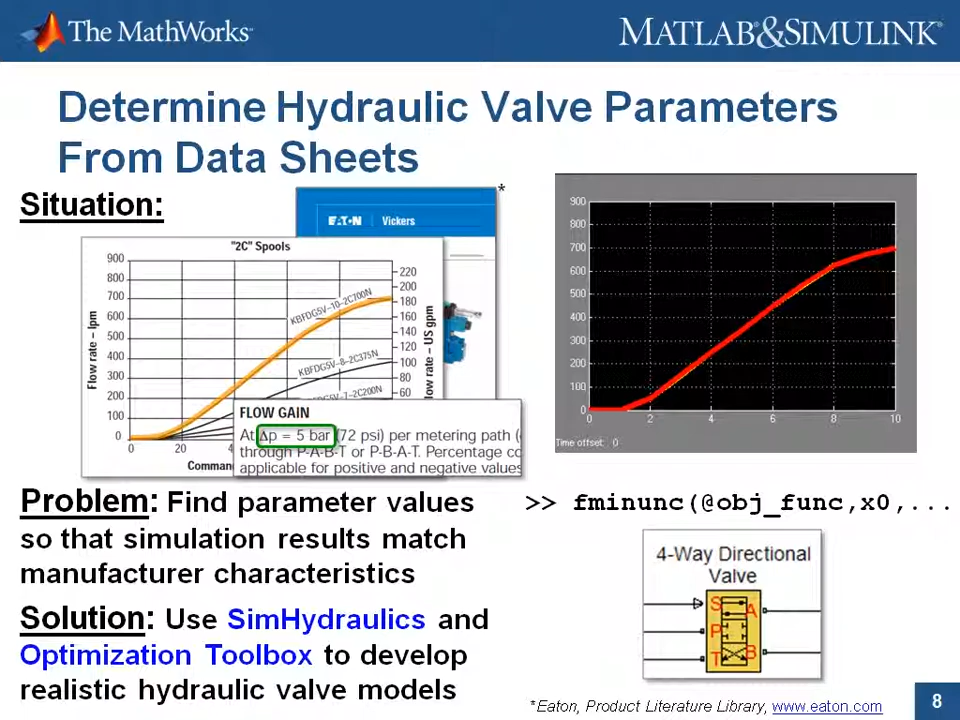 The MathWorks
MATLAB&SIMULINK®
Determine Hydraulic Valve Parameters
From Data Sheets
Situation:
*
EATON Vickers
"2C" Spools
900
800
700
600
500
400
300
200
100
0
Flow rate – lpm
220
200
180
160
140
120
100
80
60
flow rate – US gpm
KBFDG5V–10–2C700N
KBFDG5V–8–2C375N
0
20
Comman
FLOW GAIN
At Δp = 5 bar (72 psi) per metering path (
through P-A-B-T or P-B-A-T. Percentage co
applicable for positive and negative values
900
800
700
600
500
400
300
200
100
0
0 2 4 6 8 10
Time offset: 0
Problem: Find parameter values
so that simulation results match
manufacturer characteristics
>> fminunc(@obj_func,x0,...
4-Way Directional
Valve
S A
P
T B
Solution: Use SimHydraulics and
Optimization Toolbox to develop
realistic hydraulic valve models
*Eaton, Product Literature Library, www.eaton.com
8